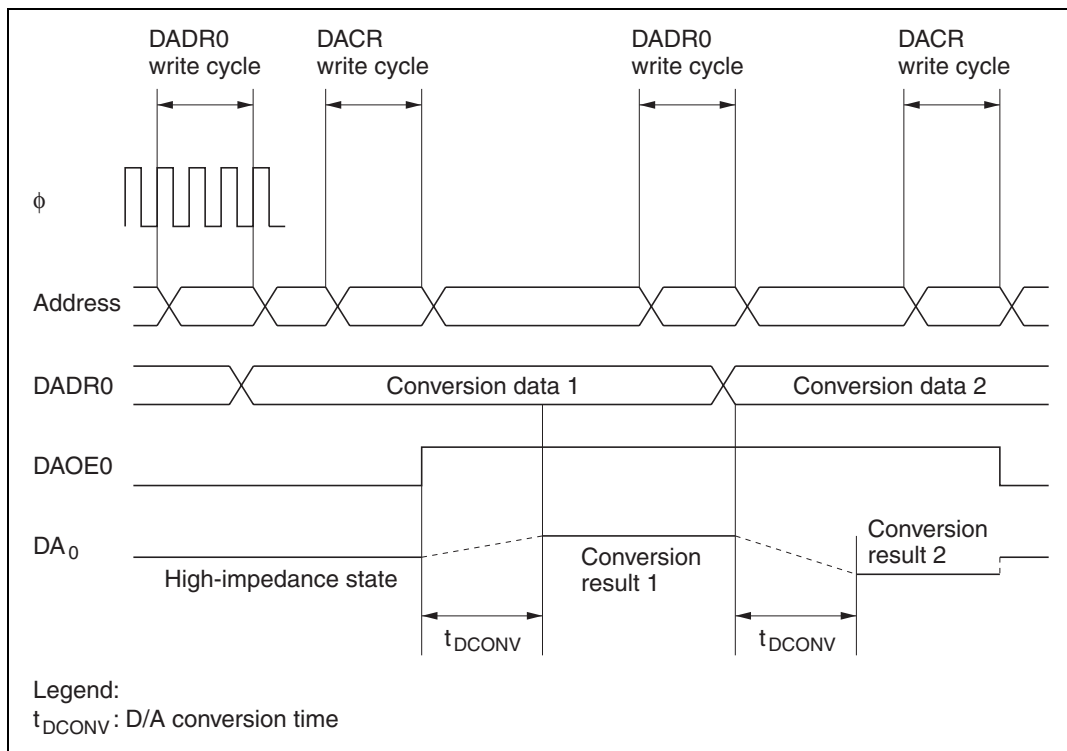 DADR0
write cycle
DACR
write cycle
DADR0
write cycle
DACR
write cycle
φ
Address
DADR0
Conversion data 1
Conversion data 2
DAOE0
DA0
High-impedance state
Conversion
result 1
Conversion
result 2
tDCONV
tDCONV
Legend:
tDCONV : D/A conversion time